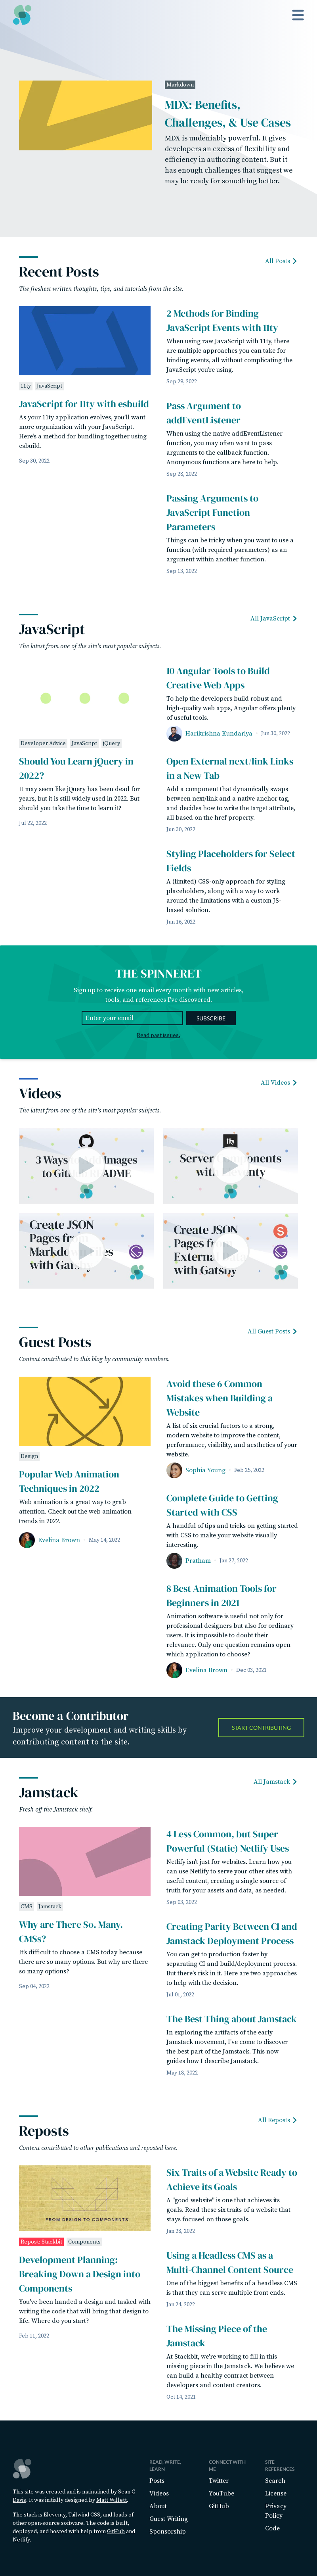 Markdown
MDX: Benefits,
Challenges, & Use Cases
MDX is undeniably powerful. It gives
developers an excess of flexibility and
efficiency in authoring content. But it
has enough challenges that suggest we
may be ready for something better.
All Posts
Recent Posts
The freshest written thoughts, tips, and tutorials from the site.
11ty
JavaScript
JavaScript for 11ty with esbuild
As your 11ty application evolves, you'll want
more organization with your JavaScript.
Here's a method for bundling together using
esbuild.
Sep 30, 2022
2 Methods for Binding
JavaScript Events with 11ty
When using raw JavaScript with 11ty, there
are multiple approaches you can take for
binding events, all without complicating the
JavaScript you're using.
Sep 29, 2022
Pass Argument to
addEventListener
When using the native addEventListener
function, you may often want to pass
arguments to the callback function.
Anonymous functions are here to help.
Sep 28, 2022
Passing Arguments to
JavaScript Function
Parameters
Things can be tricky when you want to use a
function (with required parameters) as an
argument within another function.
Sep 13, 2022
All JavaScript
JavaScript
The latest from one of the site's most popular subjects.
Developer Advice
JavaScript
jQuery
Should You Learn jQuery in
2022?
It may seem like jQuery has been dead for
years, but it is still widely used in 2022. But
should you take the time to learn it?
Jul 22, 2022
10 Angular Tools to Build
Creative Web Apps
To help the developers build robust and
high-quality web apps, Angular offers plenty
of useful tools.
Harikrishna Kundariya
Jun 30, 2022
Open External next/link Links
in a New Tab
Add a component that dynamically swaps
between next/link and a native anchor tag,
and decides how to write the target attribute,
all based on the href property.
Jun 30, 2022
Styling Placeholders for Select
Fields
A (limited) CSS-only approach for styling
placeholders, along with a way to work
around the limitations with a custom JS-
based solution.
Jun 16, 2022
THE SPINNERET
Sign up to receive one email every month with new articles,
tools, and references I've discovered.
Enter your email
SUBSCRIBE
Read past issues.
All Videos
Videos
The latest from one of the site's most popular subjects.
3 Ways
Images
to Git
ADME
11ty
Server
ponents
with
nty
Create JSON
Pages from
Markd
es
with Gatsby
Create JSON
Pages from
Externa
with Gatsby
All Guest Posts
Guest Posts
Content contributed to this blog by community members.
Design
Popular Web Animation
Techniques in 2022
Web animation is a great way to grab
attention. Check out the web animation
trends in 2022.
Evelina Brown
May 14, 2022
Avoid these 6 Common
Mistakes when Building a
Website
A list of six crucial factors to a strong,
modern website to improve the content,
performance, visibility, and aesthetics of your
website.
Sophia Young
Feb 25, 2022
Complete Guide to Getting
Started with CSS
A handful of tips and tricks on getting started
with CSS to make your website visually
interesting.
Pratham
Jan 27, 2022
8 Best Animation Tools for
Beginners in 2021
Animation software is useful not only for
professional designers but also for ordinary
users. It is impossible to doubt their
relevance. Only one question remains open –
which application to choose?
Evelina Brown
Dec 03, 2021
Become a Contributor
Improve your development and writing skills by
contributing content to the site.
START CONTRIBUTING
All Jamstack
Jamstack
Fresh off the Jamstack shelf.
CMS
Jamstack
Why are There So. Many.
CMSs?
It's difficult to choose a CMS today because
there are so many options. But why are there
so many options?
Sep 04, 2022
4 Less Common, but Super
Powerful (Static) Netlify Uses
Netlify isn't just for websites. Learn how you
can use Netlify to serve your other sites with
useful content, creating a single source of
truth for your assets and data, as needed.
Sep 03, 2022
Creating Parity Between CI and
Jamstack Deployment Process
You can get to production faster by
separating CI and build/deployment process.
But there's risk in it. Here are two approaches
to help with the decision.
Jul 01, 2022
The Best Thing about Jamstack
In exploring the artifacts of the early
Jamstack movement, I've come to discover
the best part of the Jamstack. This now
guides how I describe Jamstack.
May 18, 2022
All Reposts
Reposts
Content contributed to other publications and reposted here.
FROM DESIGN TO COMPONENTS
Report: Stackbit
Components
Development Planning:
Breaking Down a Design into
Components
You've been handed a design and tasked with
writing the code that will bring that design to
life. Where do you start?
Feb 11, 2022
Six Traits of a Website Ready to
Achieve its Goals
A "good website" is one that achieves its
goals. Read these six traits of a website that
stays focused on those goals.
Jan 28, 2022
Using a Headless CMS as a
Multi-Channel Content Source
One of the biggest benefits of a headless CMS
is that they can serve multiple front ends.
Jan 24, 2022
The Missing Piece of the
Jamstack
At Stackbit, we're working to fill in this
missing piece in the Jamstack. We believe we
can build a healthy contract between
developers and content creators.
Oct 14, 2021
This site was created and is maintained by Sean C
Davis. It was initially designed by Matt Willett.
The stack is Eleventy, Tailwind CSS, and loads of
other open-source software. The code is built,
deployed, and hosted with help from GitHub and
Netlify.
READ. WRITE.
LEARN
Posts
Videos
About
Guest Writing
Sponsorship
CONNECT WITH
ME
Twitter
YouTube
GitHub
SITE
REFERENCES
Search
License
Privacy
Policy
Code